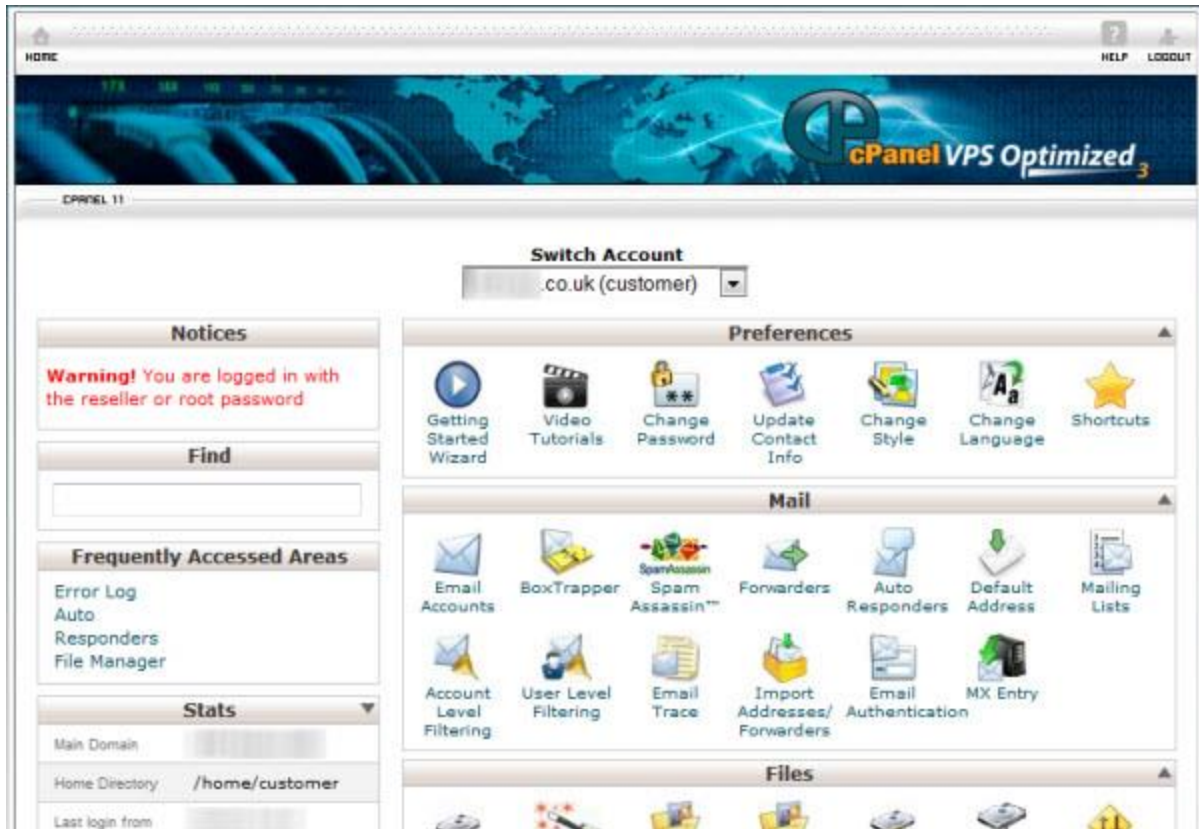 HOME
HELP LOGOUT
cPanel VPS Optimized 3
CPANEL 11
Switch Account
.co.uk (customer)
Notices
Warning! You are logged in with
the reseller or root password
Find
Frequently Accessed Areas
Error Log
Auto
Responders
File Manager
Stats
Main Domain
Home Directory /home/customer
Last login from
Preferences
Getting Started Wizard
Video Tutorials
Change Password
Update Contact Info
Change Style
Change Language
Shortcuts
Mail
Email Accounts
BoxTrapper
SpamAssassin
Spam Assassin™
Forwarders
Auto Responders
Default Address
Mailing Lists
Account Level Filtering
User Level Filtering
Email Trace
Import Addresses/ Forwarders
Email Authentication
MX Entry
Files